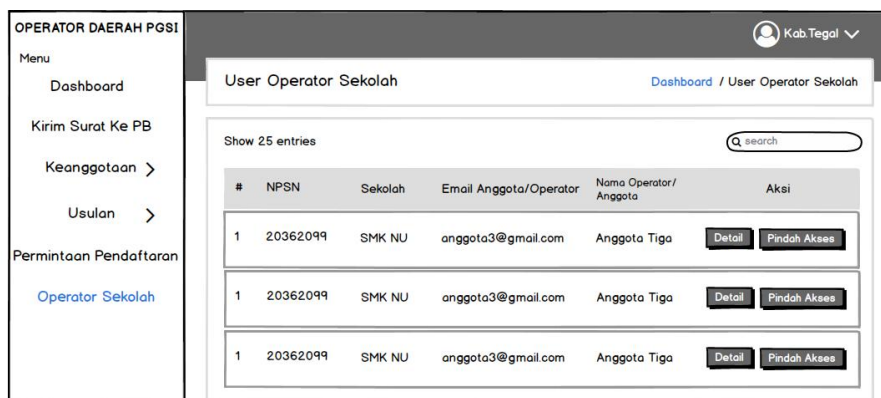 OPERATOR DAERAH PGSI
Kab.Tegal
Menu
Dashboard
Kirim Surat Ke PB
Keanggotaan
Usulan
Permintaan Pendaftaran
Operator Sekolah
User Operator Sekolah
Dashboard / User Operator Sekolah
Show 25 entries
search
# NPSN Sekolah Email Anggota/Operator Nama Operator/ Anggota Aksi
1 20362099 SMK NU anggota3@gmail.com Anggota Tiga Detail Pindah Akses
1 20362099 SMK NU anggota3@gmail.com Anggota Tiga Detail Pindah Akses
1 20362099 SMK NU anggota3@gmail.com Anggota Tiga Detail Pindah Akses